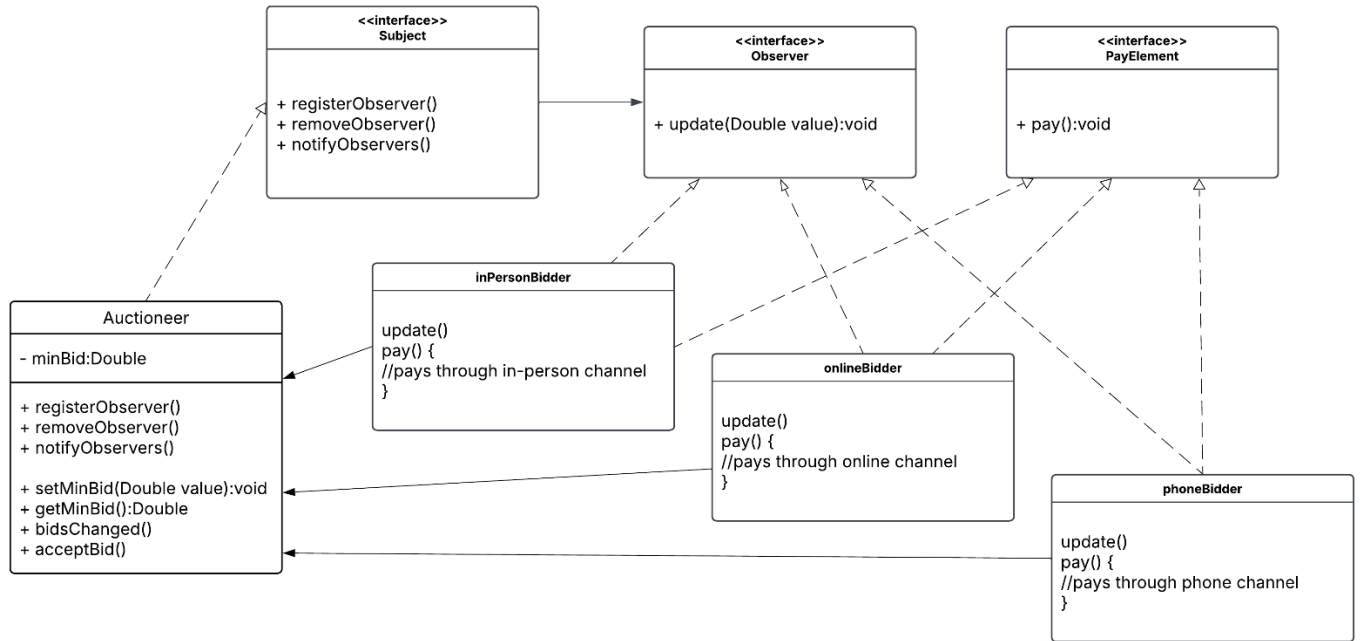 <<interface>>
Subject
+ registerObserver()
+ removeObserver()
+ notifyObservers()
<<interface>>
Observer
+ update(Double value):void
<<interface>>
PayElement
+ pay():void
Auctioneer
- minBid:Double
+ registerObserver()
+ removeObserver()
+ notifyObservers()
+ setMinBid(Double value):void
+ getMinBid():Double
+ bidsChanged()
+ acceptBid()
inPersonBidder
update()
pay() {
//pays through in-person channel
}
onlineBidder
update()
pay() {
//pays through online channel
}
phoneBidder
update()
pay() {
//pays through phone channel
}